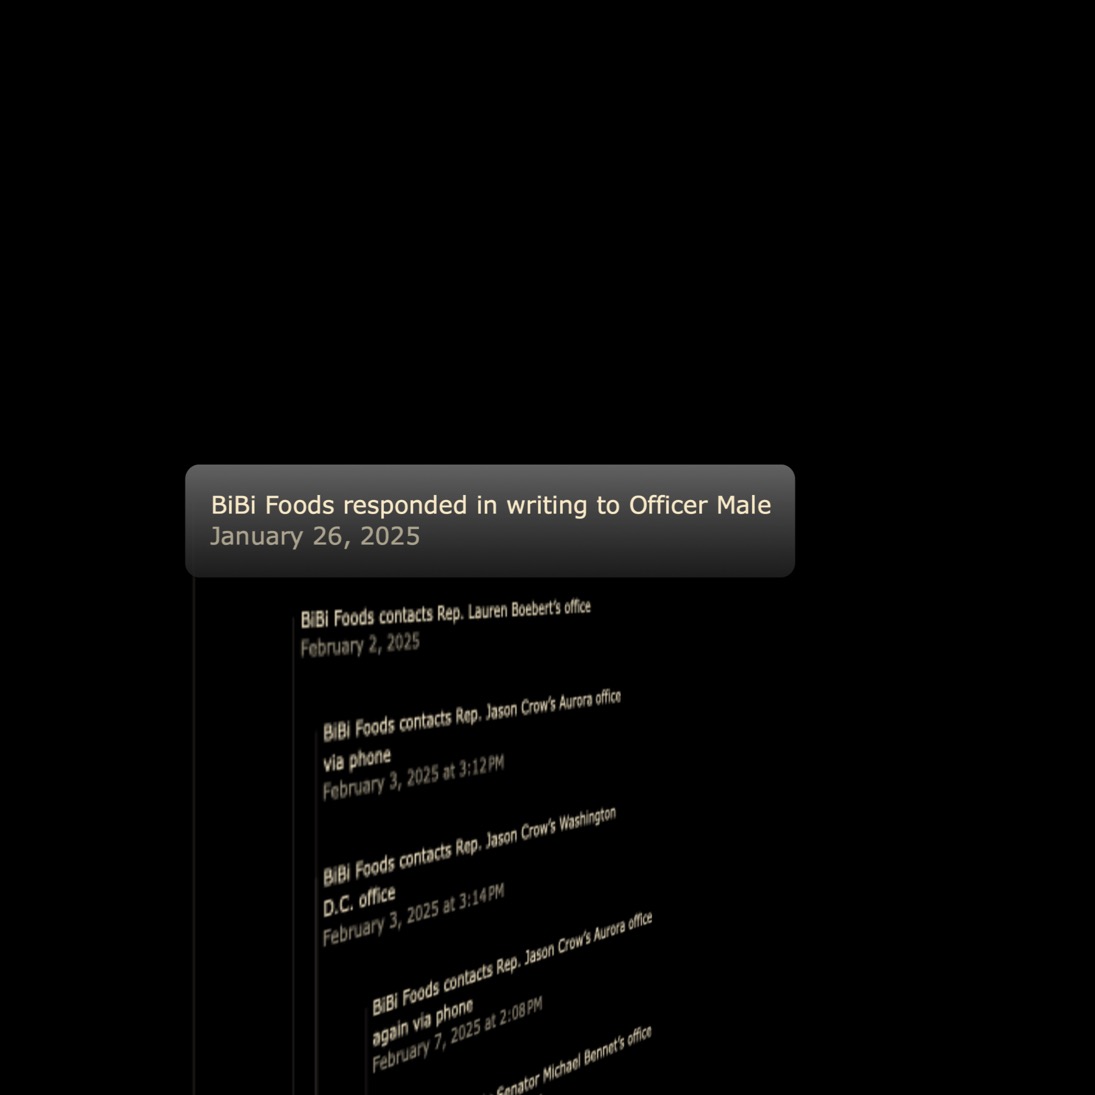 BiBi Foods responded in writing to Officer Male
January 26, 2025
BiBi Foods contacts Rep. Lauren Boebert’s office
February 2, 2025
BiBi Foods contacts Rep. Jason Crow’s Aurora office
via phone
February 3, 2025 at 3:12PM
BiBi Foods contacts Rep. Jason Crow’s Washington
D.C. office
February 3, 2025 at 3:14PM
BiBi Foods contacts Rep. Jason Crow’s Aurora office
again via phone
February 7, 2025 at 2:08PM
Senator Michael Bennet’s office